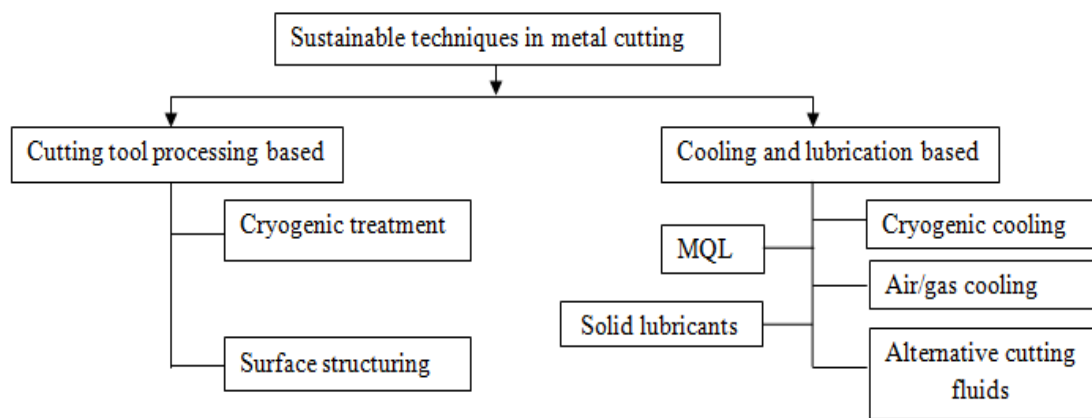 Sustainable techniques in metal cutting
Cutting tool processing based
Cooling and lubrication based
Cryogenic treatment
Surface structuring
MQL
Solid lubricants
Cryogenic cooling
Air/gas cooling
Alternative cutting
fluids